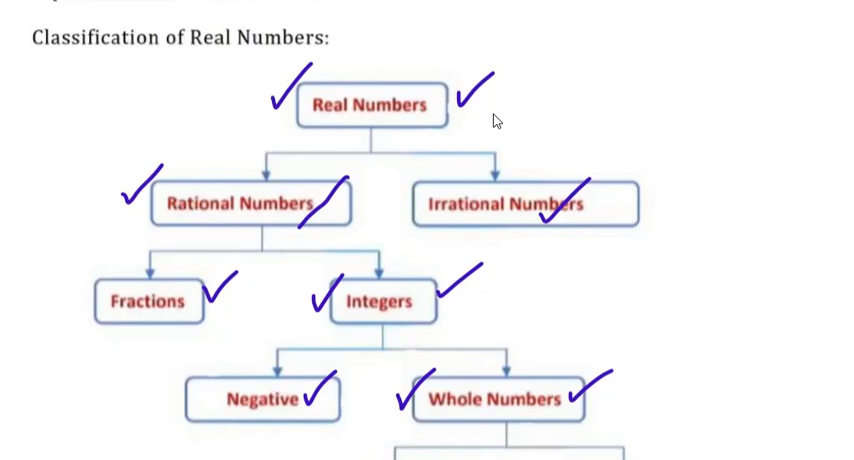 Classification of Real Numbers:
Real Numbers
Rational Numbers
Irrational Numbers
Fractions
Integers
Negative
Whole Numbers